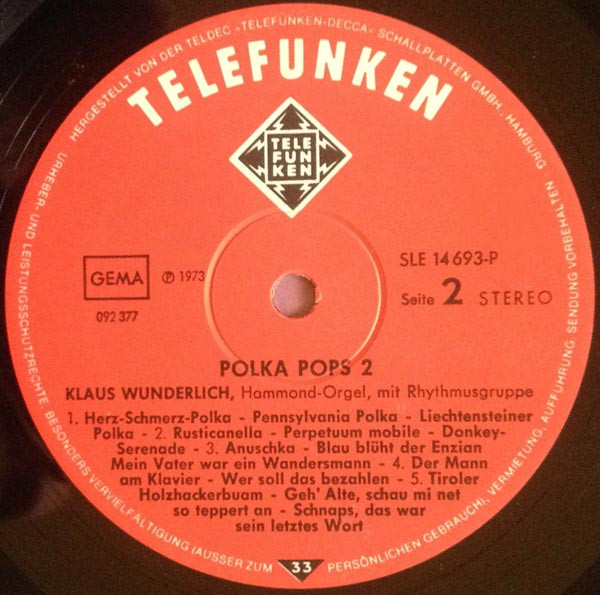 HERGESTELLT VON DER TELDEC »TELEFUNKEN-DECCA« SCHALLPLATTEN GMBH., HAMBURG
TELEFUNKEN
TELE
FUN
KEN
GEMA
℗ 1973
092 377
SLE 14 693-P
Seite 2 STEREO
POLKA POPS 2
KLAUS WUNDERLICH, Hammond-Orgel, mit Rhythmusgruppe
1. Herz-Schmerz-Polka - Pennsylvania Polka - Liechtensteiner
Polka - 2. Rusticanella - Perpetuum mobile - Donkey-
Serenade - 3. Anuschka - Blau blüht der Enzian
Mein Vater war ein Wandersmann - 4. Der Mann
am Klavier - Wer soll das bezahlen - 5. Tiroler
Holzhackerbuam - Geh' Alte, schau mi net
so teppert an - Schnaps, das war
sein letztes Wort
33
URHEBER- UND LEISTUNGSSCHUTZRECHTE BESONDERS VERVIELFÄLTIGUNG (AUSSER ZUM PERSÖNLICHEN GEBRAUCH), VERMIETUNG, AUFFÜHRUNG, SENDUNG VORBEHALTEN